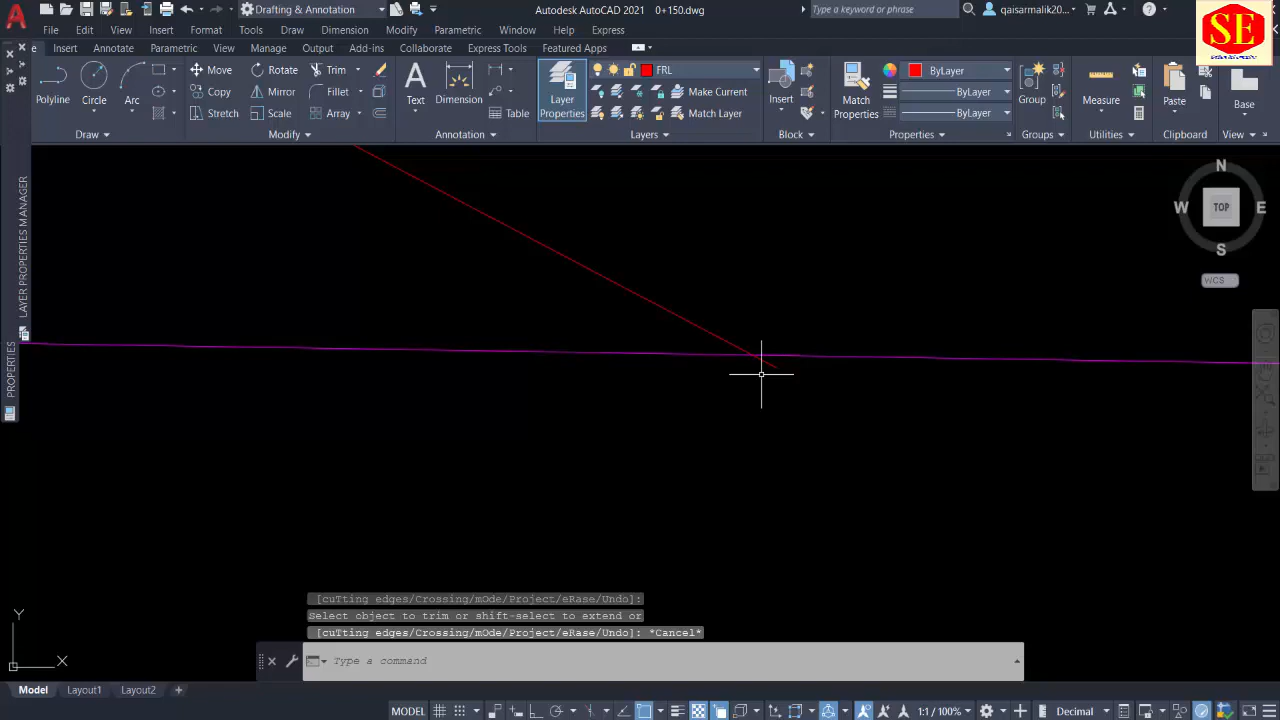 Drafting & Annotation
Autodesk AutoCAD 2021 0+150.dwg
Type a keyword or phrase
qaisarmalik20...
SE
File Edit View Insert Format Tools Draw Dimension Modify Parametric Window Help Express
Insert Annotate Parametric View Manage Output Add-ins Collaborate Express Tools Featured Apps
Move Rotate Trim
FRL
ByLayer
Polyline Circle Arc
Copy Mirror Fillet
Text Dimension
Layer Properties
Make Current
Insert
Match Properties
ByLayer
Group
Measure
Paste
Base
Stretch Scale Array
Table
Match Layer
ByLayer
Draw Modify Annotation Layers Block Properties Groups Utilities Clipboard View
N
W TOP E
S
WCS
LAYER PROPERTIES MANAGER
PROPERTIES
[cuTting edges/Crossing/mOde/Project/eRase/Undo]:
Select object to trim or shift-select to extend or
[cuTting edges/Crossing/mOde/Project/eRase/Undo]: *Cancel*
Y
X
Type a command
Model Layout1 Layout2 +
MODEL 1:1 / 100% Decimal